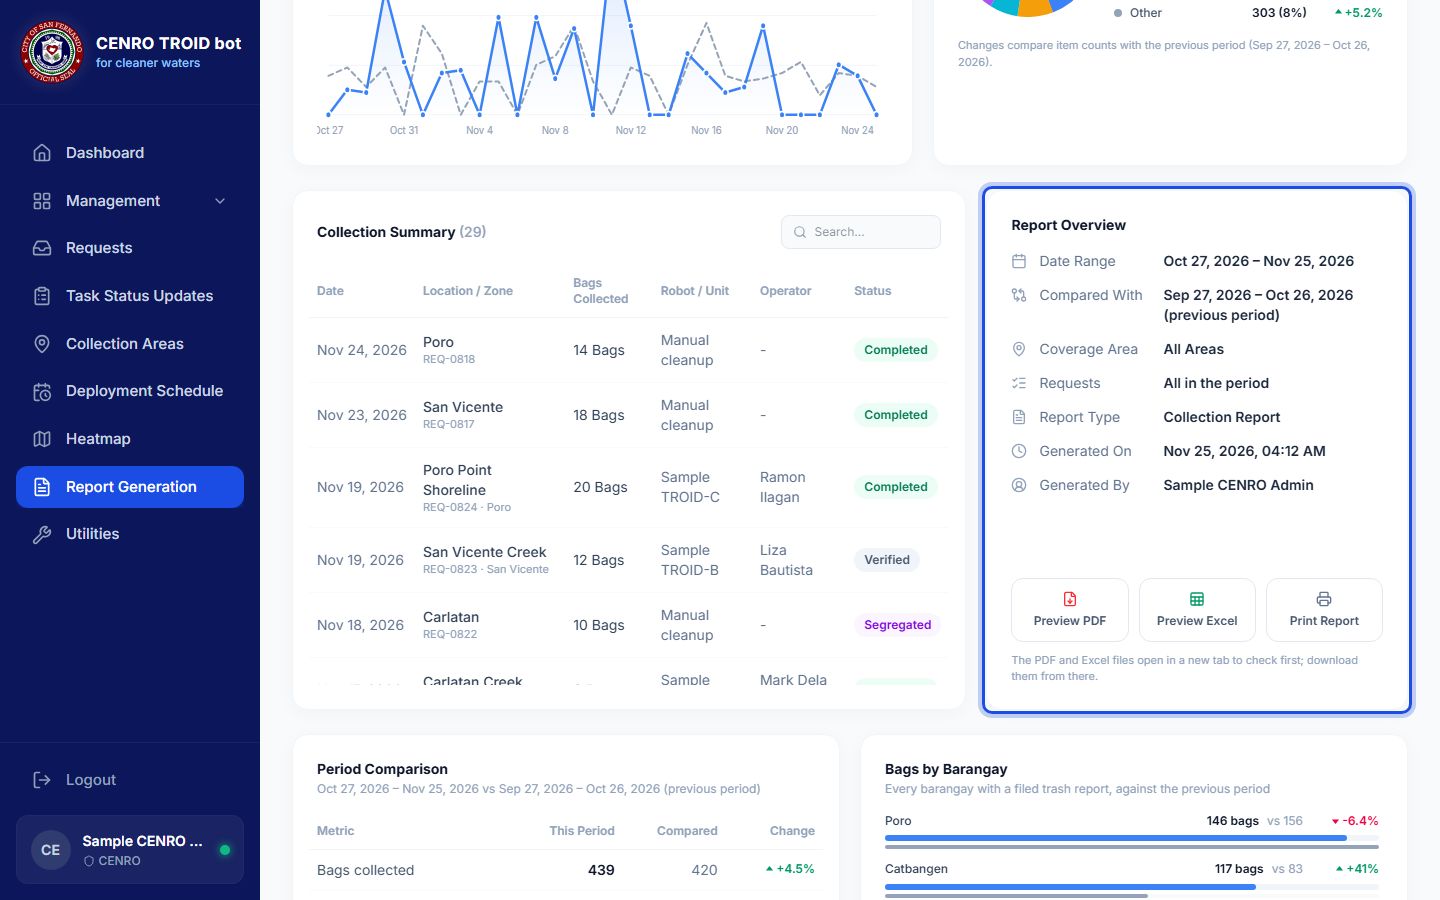 CITY OF SAN FERNANDO
OFFICIAL SEAL
CENRO TROID bot
for cleaner waters
Dashboard
Management
Requests
Task Status Updates
Collection Areas
Deployment Schedule
Heatmap
Report Generation
Utilities
Logout
CE
Sample CENRO ...
CENRO
Oct 27
Oct 31
Nov 4
Nov 8
Nov 12
Nov 16
Nov 20
Nov 24
Other 303 (8%) +5.2%
Changes compare item counts with the previous period (Sep 27, 2026 – Oct 26,
2026).
Collection Summary (29)
Search...
Date Location / Zone Bags Collected Robot / Unit Operator Status
Nov 24, 2026 Poro REQ-0818 14 Bags Manual cleanup - Completed
Nov 23, 2026 San Vicente REQ-0817 18 Bags Manual cleanup - Completed
Nov 19, 2026 Poro Point Shoreline REQ-0824 · Poro 20 Bags Sample TROID-C Ramon Ilagan Completed
Nov 19, 2026 San Vicente Creek REQ-0823 · San Vicente 12 Bags Sample TROID-B Liza Bautista Verified
Nov 18, 2026 Carlatan REQ-0822 10 Bags Manual cleanup - Segregated
Carlatan Creek Sample Mark Dela
Report Overview
Date Range Oct 27, 2026 – Nov 25, 2026
Compared With Sep 27, 2026 – Oct 26, 2026
(previous period)
Coverage Area All Areas
Requests All in the period
Report Type Collection Report
Generated On Nov 25, 2026, 04:12 AM
Generated By Sample CENRO Admin
Preview PDF
Preview Excel
Print Report
The PDF and Excel files open in a new tab to check first; download
them from there.
Period Comparison
Oct 27, 2026 – Nov 25, 2026 vs Sep 27, 2026 – Oct 26, 2026 (previous period)
Metric This Period Compared Change
Bags collected 439 420 +4.5%
Bags by Barangay
Every barangay with a filed trash report, against the previous period
Poro 146 bags vs 156 -6.4%
Catbangen 117 bags vs 83 +41%